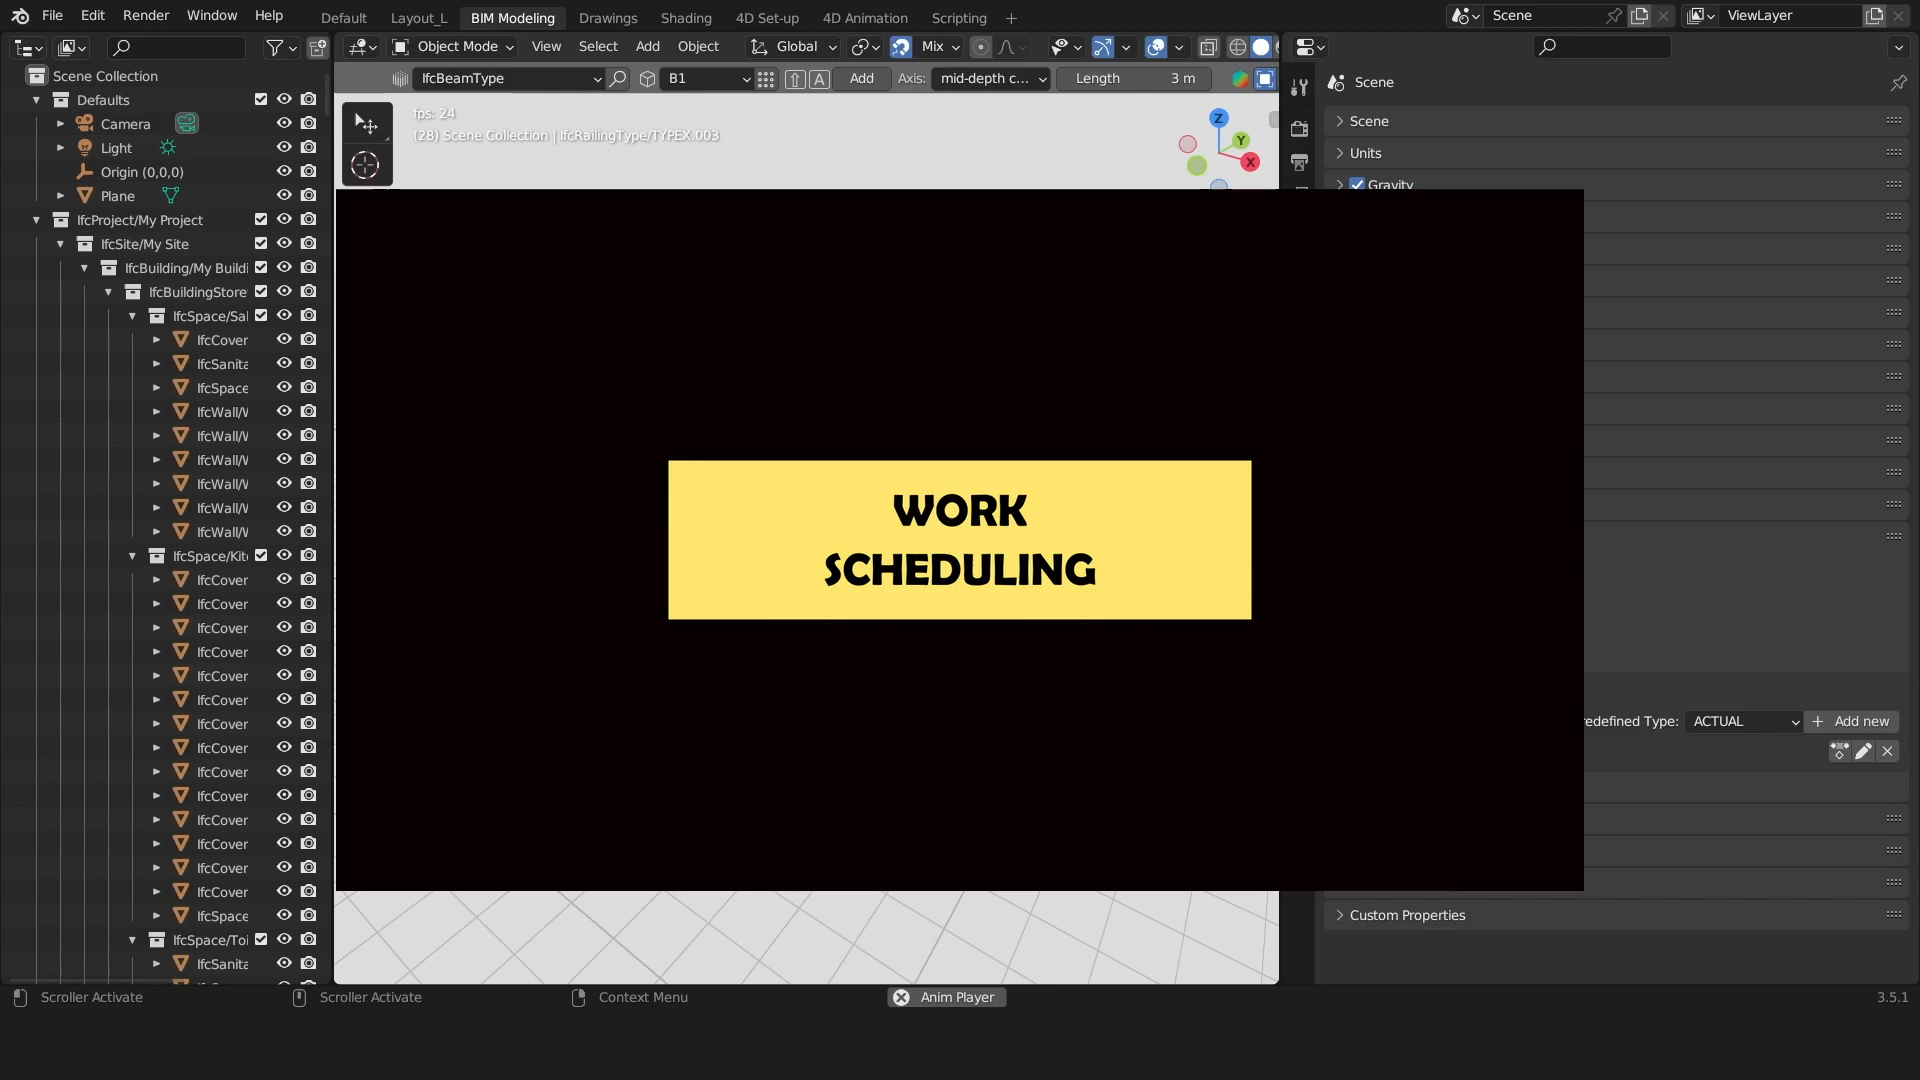 File Edit Render Window Help
Default Layout_L BIM Modeling Drawings Shading 4D Set-up 4D Animation Scripting
Scene ViewLayer
Object Mode View Select Add Object Global Mix
IfcBeamType B1 A Add Axis: mid-depth c... Length 3 m
Scene Collection
Defaults
Camera
Light
Origin (0,0,0)
Plane
IfcProject/My Project
IfcSite/My Site
IfcBuilding/My Buildi
IfcBuildingStore
IfcSpace/Sal
IfcCover
IfcSanita
IfcSpace
IfcWall/W
IfcWall/W
IfcWall/W
IfcWall/W
IfcWall/W
IfcWall/W
IfcSpace/Kit
IfcCover
IfcCover
IfcCover
IfcCover
IfcCover
IfcCover
IfcCover
IfcCover
IfcCover
IfcCover
IfcCover
IfcCover
IfcCover
IfcCover
IfcSpace
IfcSpace/Toi
IfcSanita
fps: 24
(28) Scene Collection | IfcRailingType/TYPEX.003
Z
Y
X
WORK
SCHEDULING
Scene
Scene
Units
Gravity
redefined Type: ACTUAL Add new
Custom Properties
Scroller Activate Scroller Activate Context Menu Anim Player 3.5.1